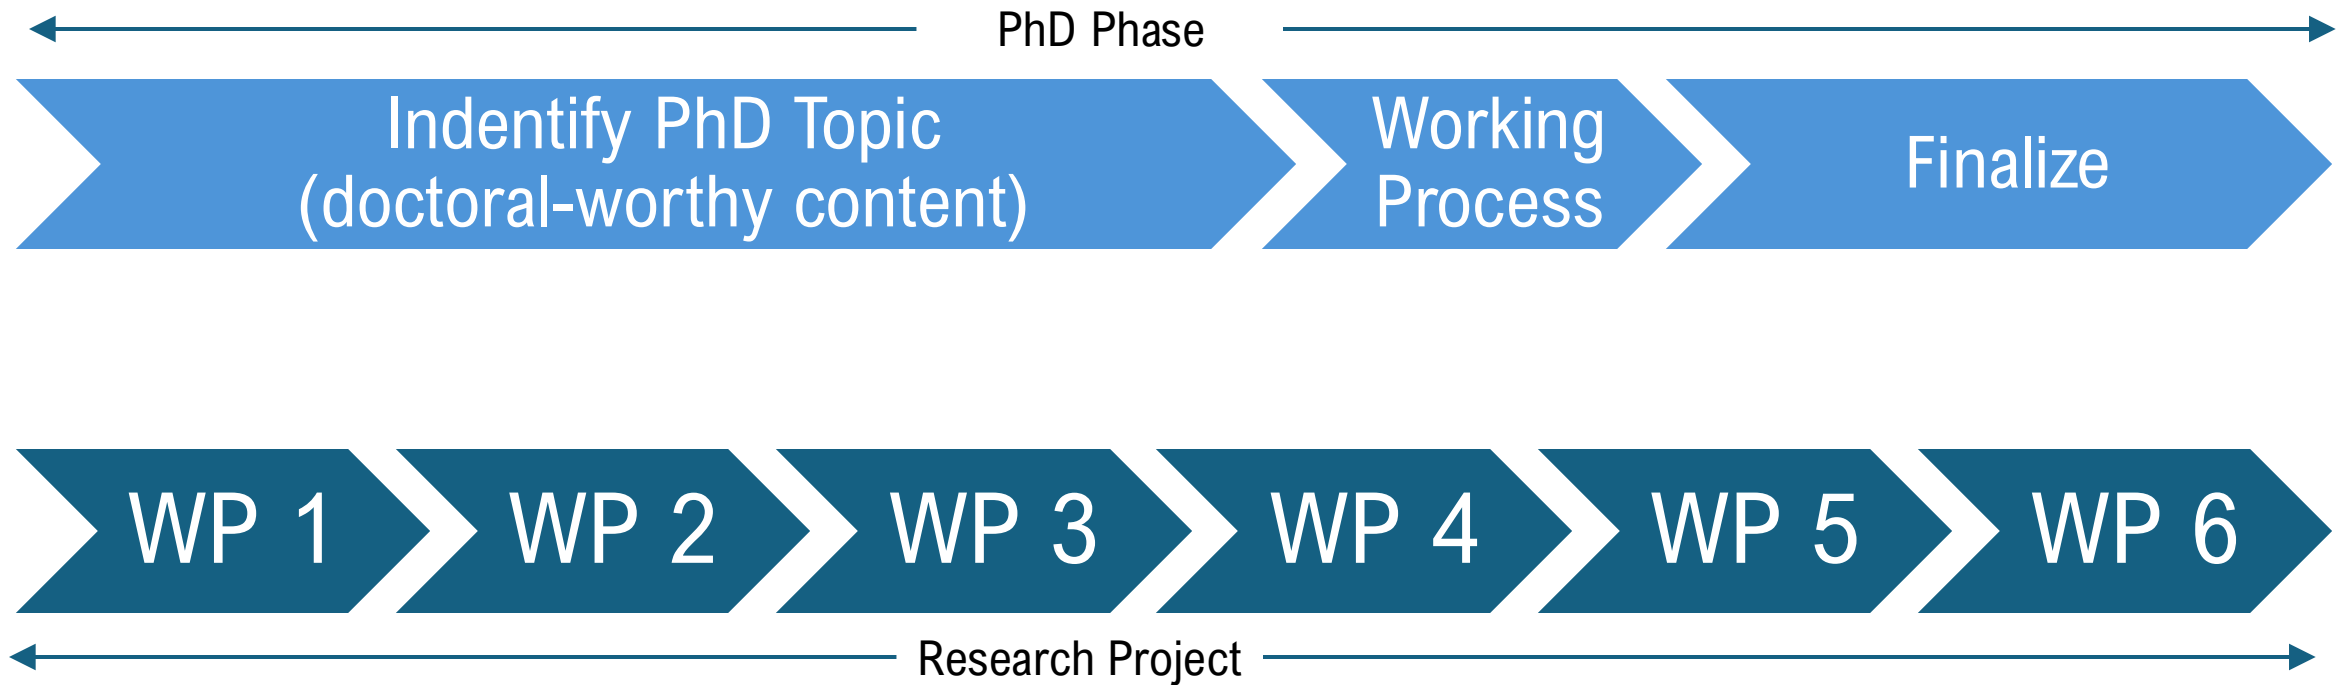 PhD Phase
Indentify PhD Topic
(doctoral-worthy content)
Working
Process
Finalize
WP 1
WP 2
WP 3
WP 4
WP 5
WP 6
Research Project